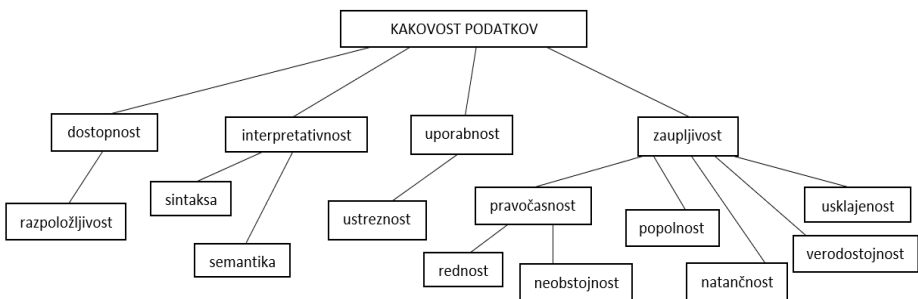 KAKOVOST PODATKOV
dostopnost
interpretativnost
uporabnost
zaupljivost
razpoložljivost
sintaksa
semantika
ustreznost
pravočasnost
popolnost
usklajenost
rednost
neobstojnost
natančnost
verodostojnost